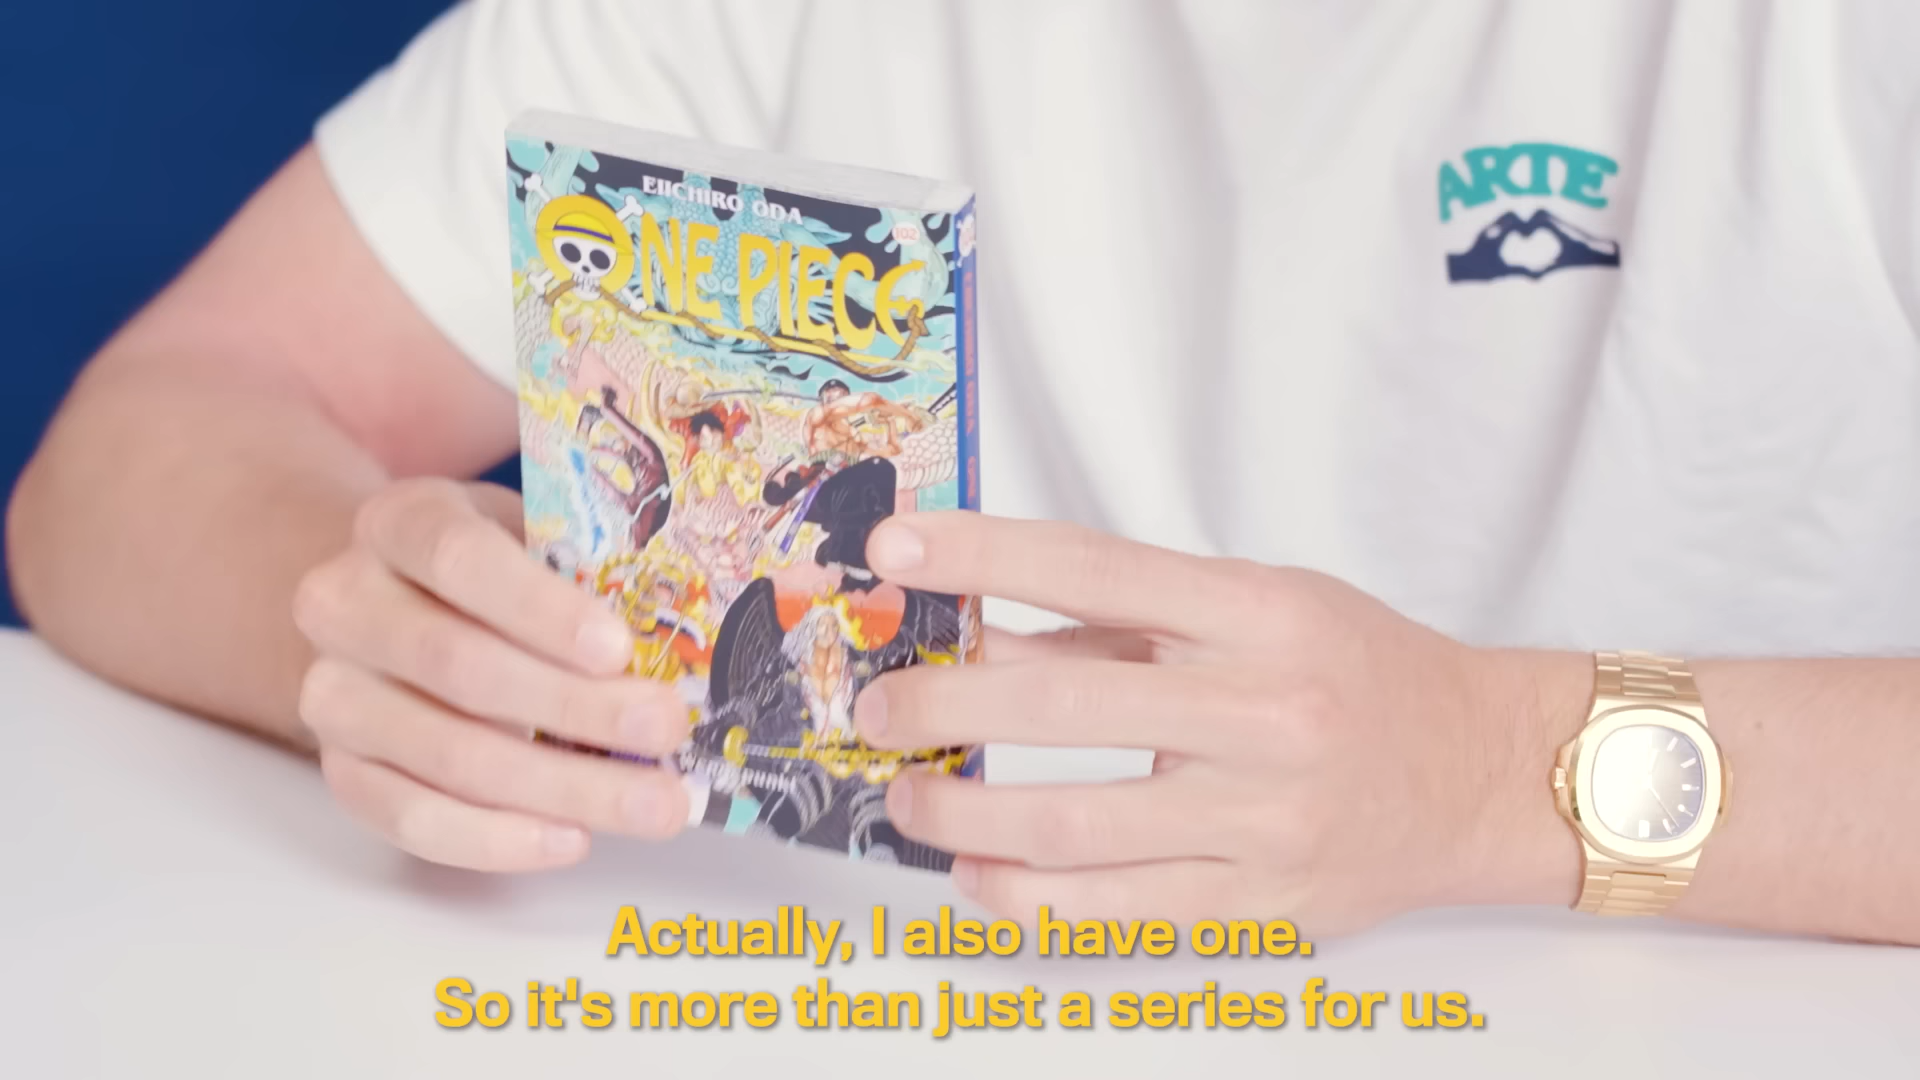 EIICHIRO ODA
ONE PIECE
102
ARTE
Actually, I also have one.
So it's more than just a series for us.